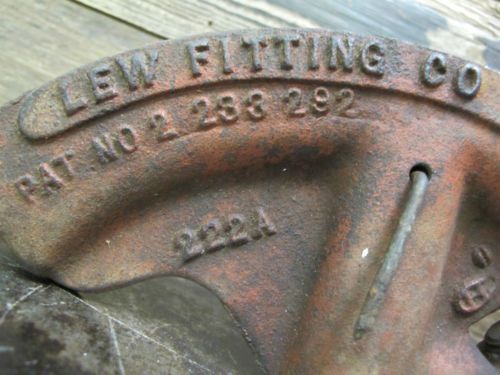 LEW FITTING CO
PAT NO 2 233 292
222A